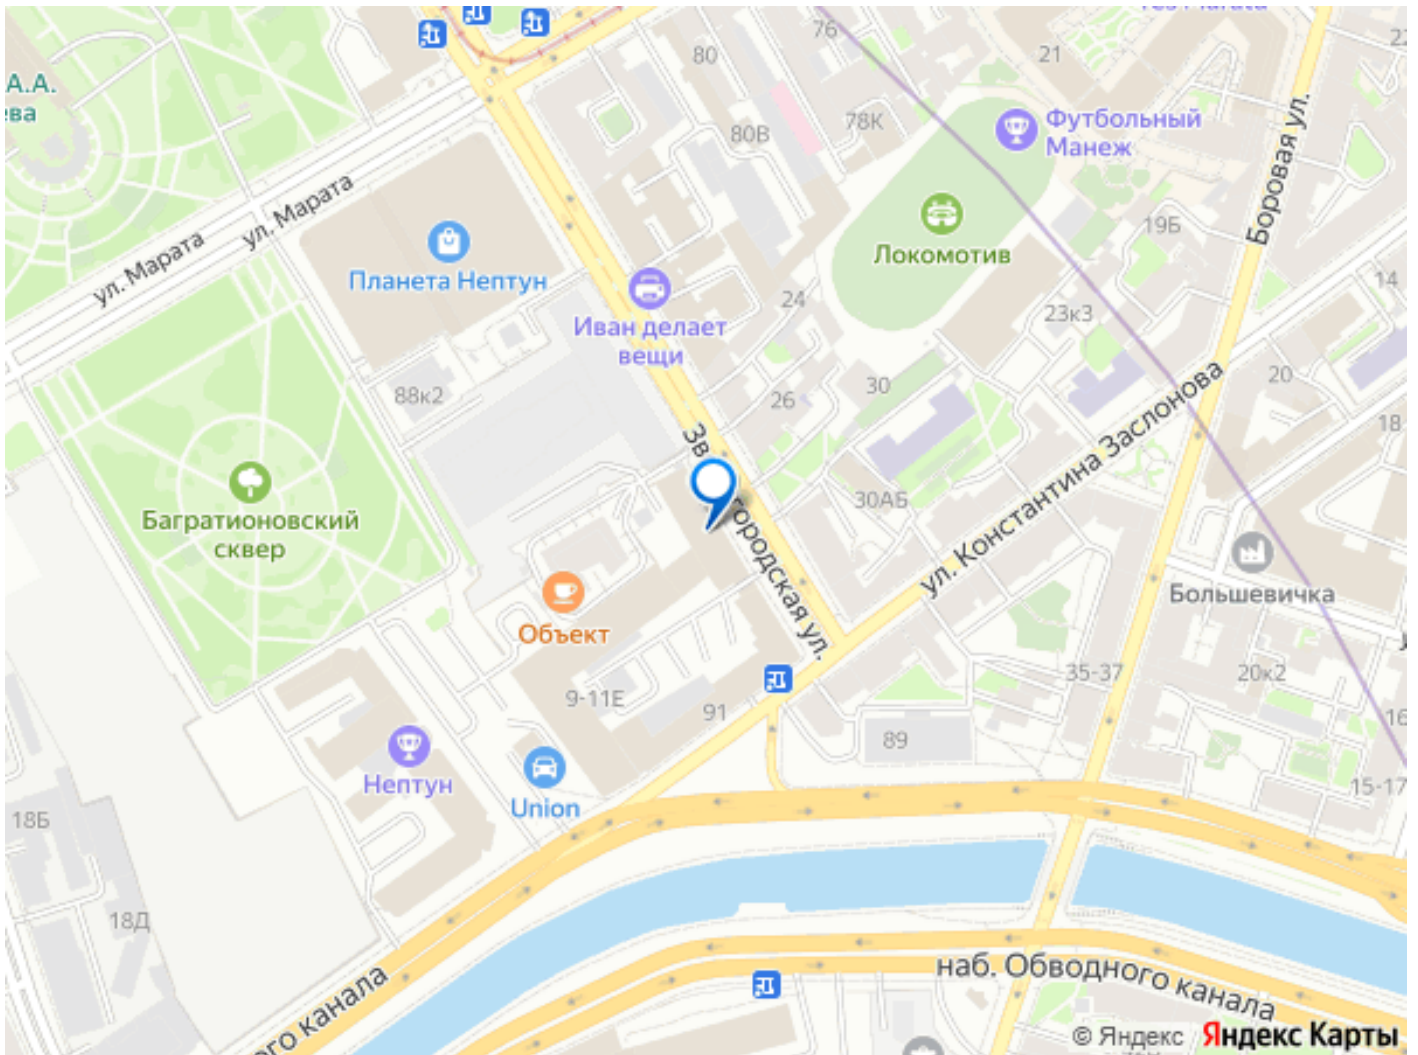 76
21
80
А.А.
ева
80В
78К
Футбольный
Манеж
Боровая ул.
ул. Марата
ул. Марата
19Б
Локомотив
Планета Нептун
14
24
23к3
Иван делает
вещи
88к2
26
30
20
18
ул. Константина Заслонова
30АБ
Багратионовский
сквер
Большевичка
Объект
9-11Е
91
35-37
20к2
16
89
Нептун
Union
15-17
18Б
18Д
наб. Обводного канала
ого канала
© Яндекс Яндекс Карты